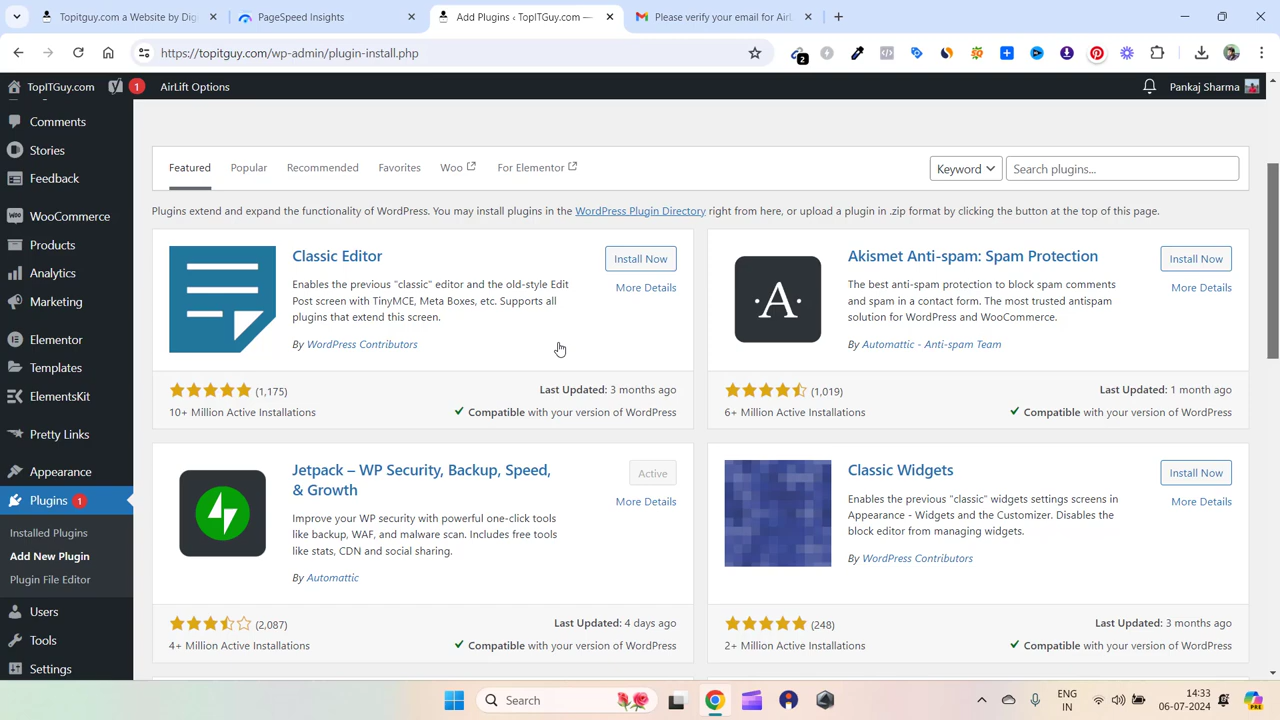 Topitguy.com a Website by Dig
PageSpeed Insights
Add Plugins ‹ TopITGuy.com —
Please verify your email for AirL
https://topitguy.com/wp-admin/plugin-install.php
2
TopITGuy.com
1
AirLift Options
Pankaj Sharma
Comments
Stories
Feedback
WooCommerce
Products
Analytics
Marketing
Elementor
Templates
ElementsKit
Pretty Links
Appearance
Plugins 1
Installed Plugins
Add New Plugin
Plugin File Editor
Users
Tools
Settings
Featured
Popular
Recommended
Favorites
Woo
For Elementor
Keyword
Search plugins...
Plugins extend and expand the functionality of WordPress. You may install plugins in the WordPress Plugin Directory right from here, or upload a plugin in .zip format by clicking the button at the top of this page.
Classic Editor
Install Now
More Details
Enables the previous "classic" editor and the old-style Edit
Post screen with TinyMCE, Meta Boxes, etc. Supports all
plugins that extend this screen.
By WordPress Contributors
(1,175)
Last Updated: 3 months ago
10+ Million Active Installations
Compatible with your version of WordPress
A
Akismet Anti-spam: Spam Protection
Install Now
More Details
The best anti-spam protection to block spam comments
and spam in a contact form. The most trusted antispam
solution for WordPress and WooCommerce.
By Automattic - Anti-spam Team
(1,019)
Last Updated: 1 month ago
6+ Million Active Installations
Compatible with your version of WordPress
Jetpack – WP Security, Backup, Speed,
& Growth
Active
More Details
Improve your WP security with powerful one-click tools
like backup, WAF, and malware scan. Includes free tools
like stats, CDN and social sharing.
By Automattic
(2,087)
Last Updated: 4 days ago
4+ Million Active Installations
Compatible with your version of WordPress
Classic Widgets
Install Now
More Details
Enables the previous "classic" widgets settings screens in
Appearance - Widgets and the Customizer. Disables the
block editor from managing widgets.
By WordPress Contributors
(248)
Last Updated: 3 months ago
2+ Million Active Installations
Compatible with your version of WordPress
Search
ENG
IN
14:33
06-07-2024
PRE